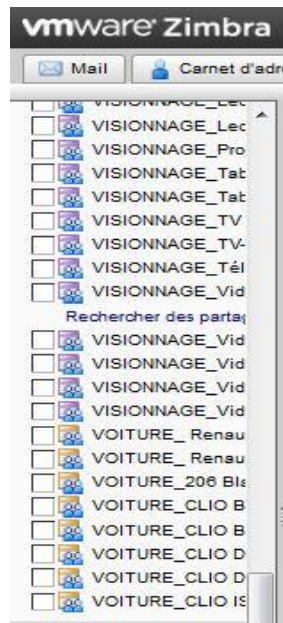 vmware Zimbra
Mail Carnet d'adr
VISIONNAGE_Lec
VISIONNAGE_Lec
VISIONNAGE_Pro
VISIONNAGE_Tab
VISIONNAGE_Tab
VISIONNAGE_TV
VISIONNAGE_TV-
VISIONNAGE_Tél
VISIONNAGE_Vid
Rechercher des partag
VISIONNAGE_Vid
VISIONNAGE_Vid
VISIONNAGE_Vid
VISIONNAGE_Vid
VOITURE_ Renau
VOITURE_ Renau
VOITURE_206 Bla
VOITURE_CLIO B
VOITURE_CLIO B
VOITURE_CLIO D
VOITURE_CLIO D
VOITURE_CLIO IS